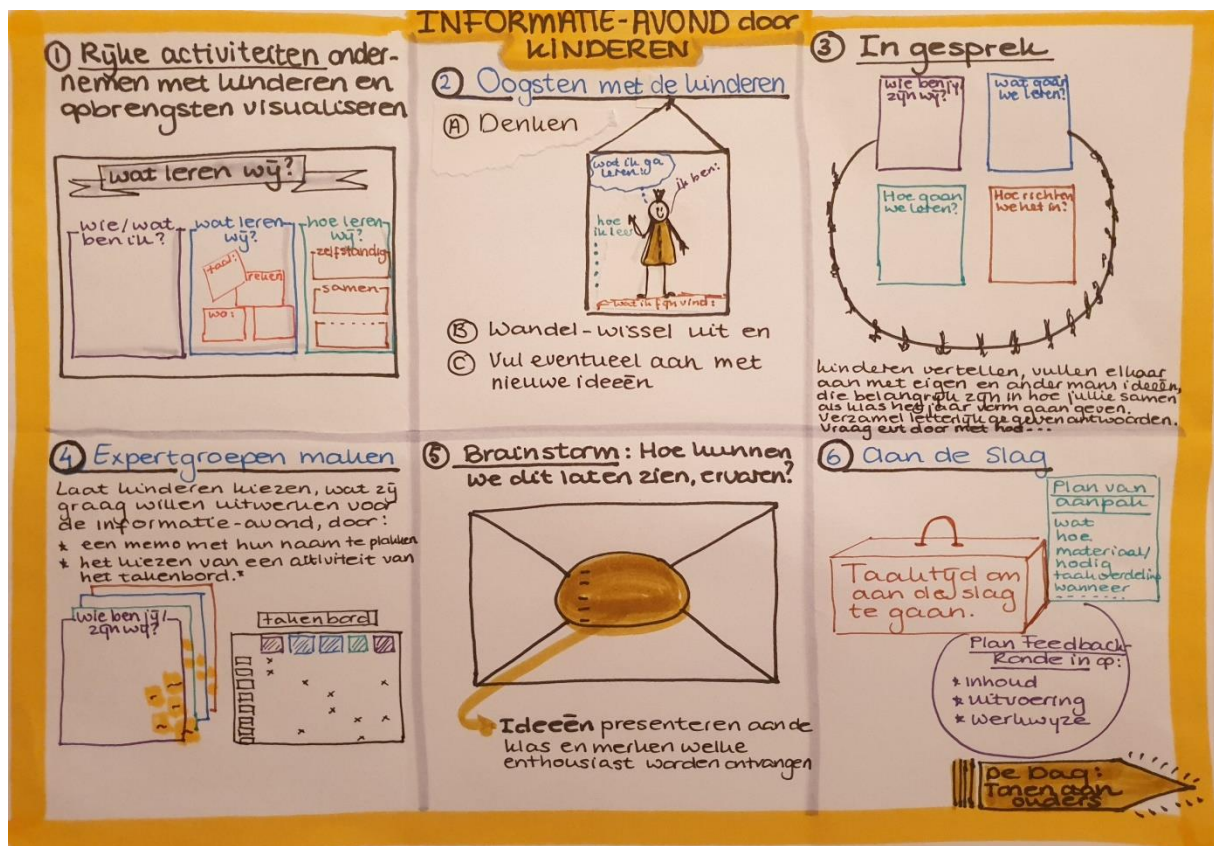 INFORMATIE-AVOND door
KINDEREN
① Rijke activiteiten onder-
nemen met kinderen en
opbrengsten visualiseren
wat leren wij?
wie/wat
ben ik?
wat leren
wij?
taal:
reken
wo:
hoe leren
wij?
zelfstandig
samen
② Oogsten met de kinderen
Ⓐ Denken
wat ik ga
leren:
ik ben:
hoe
ik leer
wat ik fijn vind:
Ⓑ Wandel-wissel uit en
Ⓒ Vul eventueel aan met
nieuwe ideeën
③ In gesprek
wie ben jij/
zijn wij?
wat gaan
we leren?
Hoe gaan
we leren?
Hoe richten
we het in?
kinderen vertellen, vullen elkaar
aan met eigen en andermans ideeën,
die belangrijk zijn in hoe jullie samen
als klas het jaar vorm gaan geven.
Verzamel letterlijk gegeven antwoorden.
Vraag evt door met hoe...
④ Expertgroepen maken
Laat kinderen kiezen, wat zij
graag willen uitwerken voor
de informatie-avond, door:
* een memo met hun naam te plakken
* het kiezen van een aktiviteit van
het takenbord.*
wie ben jij/
zijn wij?
takenbord
⑤ Brainstorm: Hoe kunnen
we dit laten zien, ervaren?
Ideeën presenteren aan de
klas en merken welke
enthousiast worden ontvangen
⑥ aan de slag
Plan van
aanpak
wat
hoe
materiaal/
nodig
taakverdeling
wanneer
Taaktijd om
aan de slag
te gaan.
Plan Feedback-
Ronde in op:
* inhoud
* uitvoering
* werkwijze
De Dag:
Tonen aan
ouders